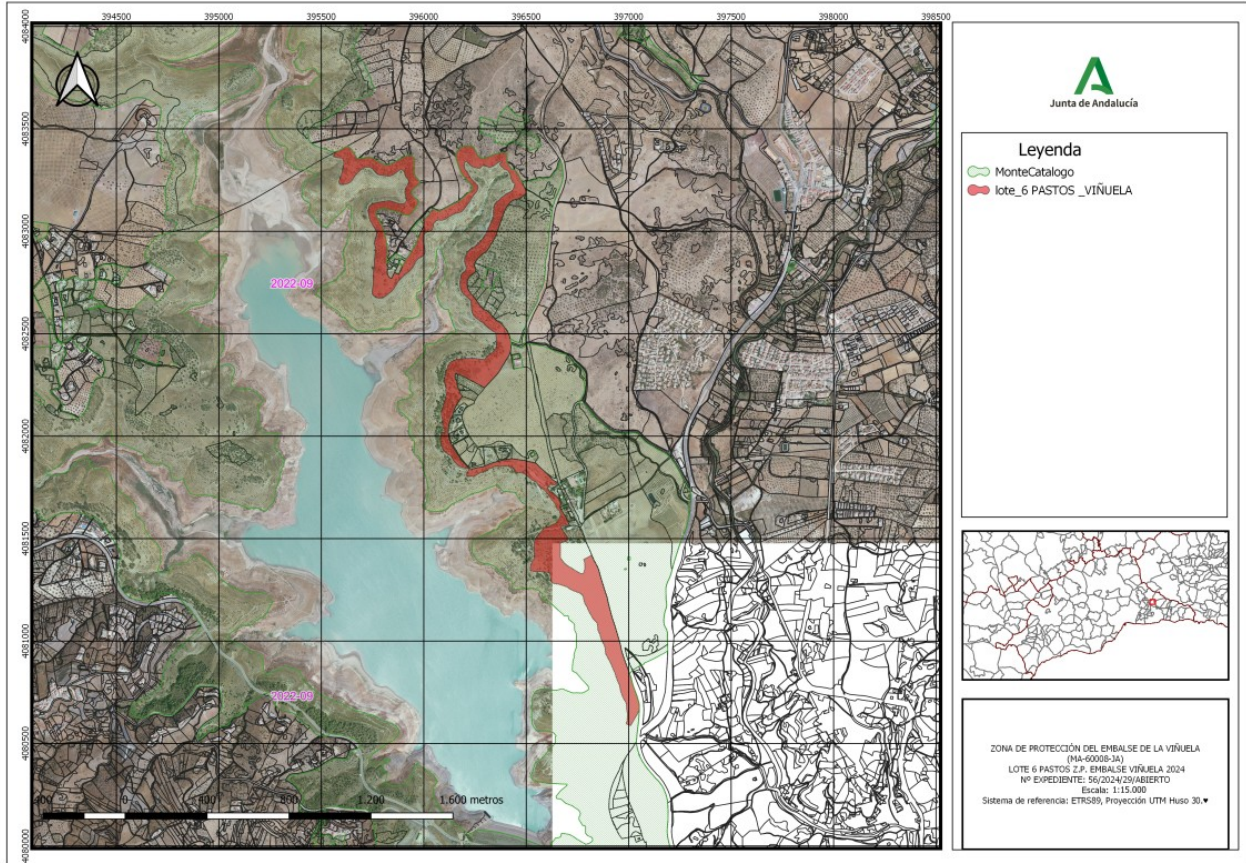 394500 395000 395500 396000 396500 397000 397500 398000 398500
4084000
4083500
4083000
4082500
4082000
4081500
4081000
4080500
4080000
2022-09
2022-09
400 0 400 800 1.200 1.600 metros
Junta de Andalucía
Leyenda
MonteCatalogo
lote_6 PASTOS _VIÑUELA
ZONA DE PROTECCIÓN DEL EMBALSE DE LA VIÑUELA
(MA-60008-JA)
LOTE 6 PASTOS Z.P. EMBALSE VIÑUELA 2024
Nº EXPEDIENTE: 56/2024/29/ABIERTO
Escala: 1:15.000
Sistema de referencia: ETRS89, Proyección UTM Huso 30.♥